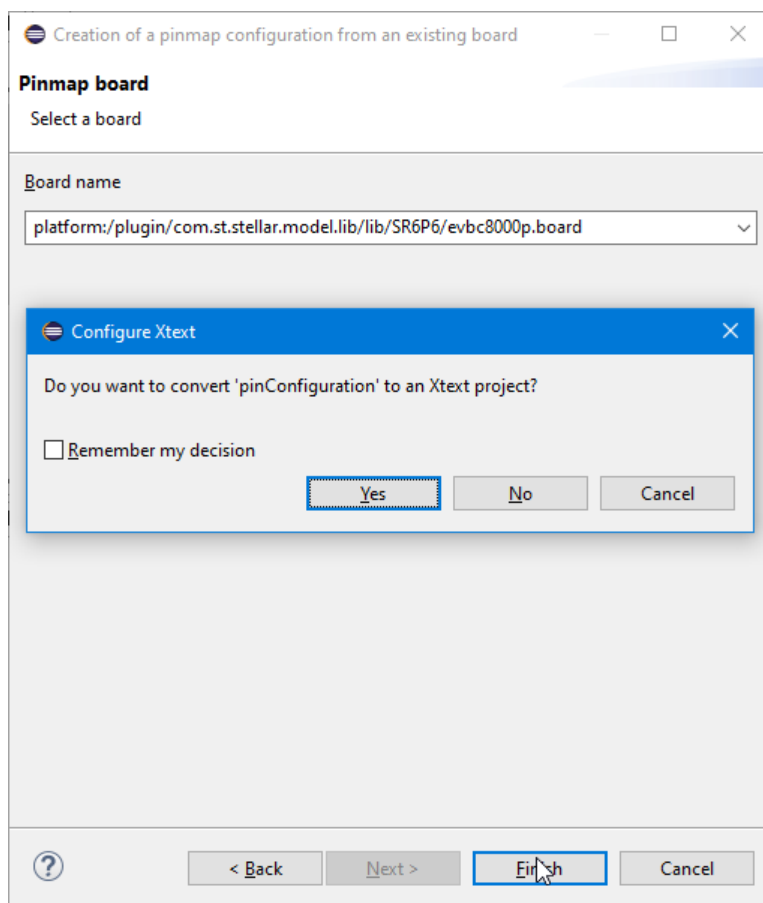 Creation of a pinmap configuration from an existing board
Pinmap board
Select a board
Board name
platform:/plugin/com.st.stellar.model.lib/lib/SR6P6/evbc8000p.board
Configure Xtext
Do you want to convert 'pinConfiguration' to an Xtext project?
Remember my decision
Yes No Cancel
< Back Next > Finish Cancel